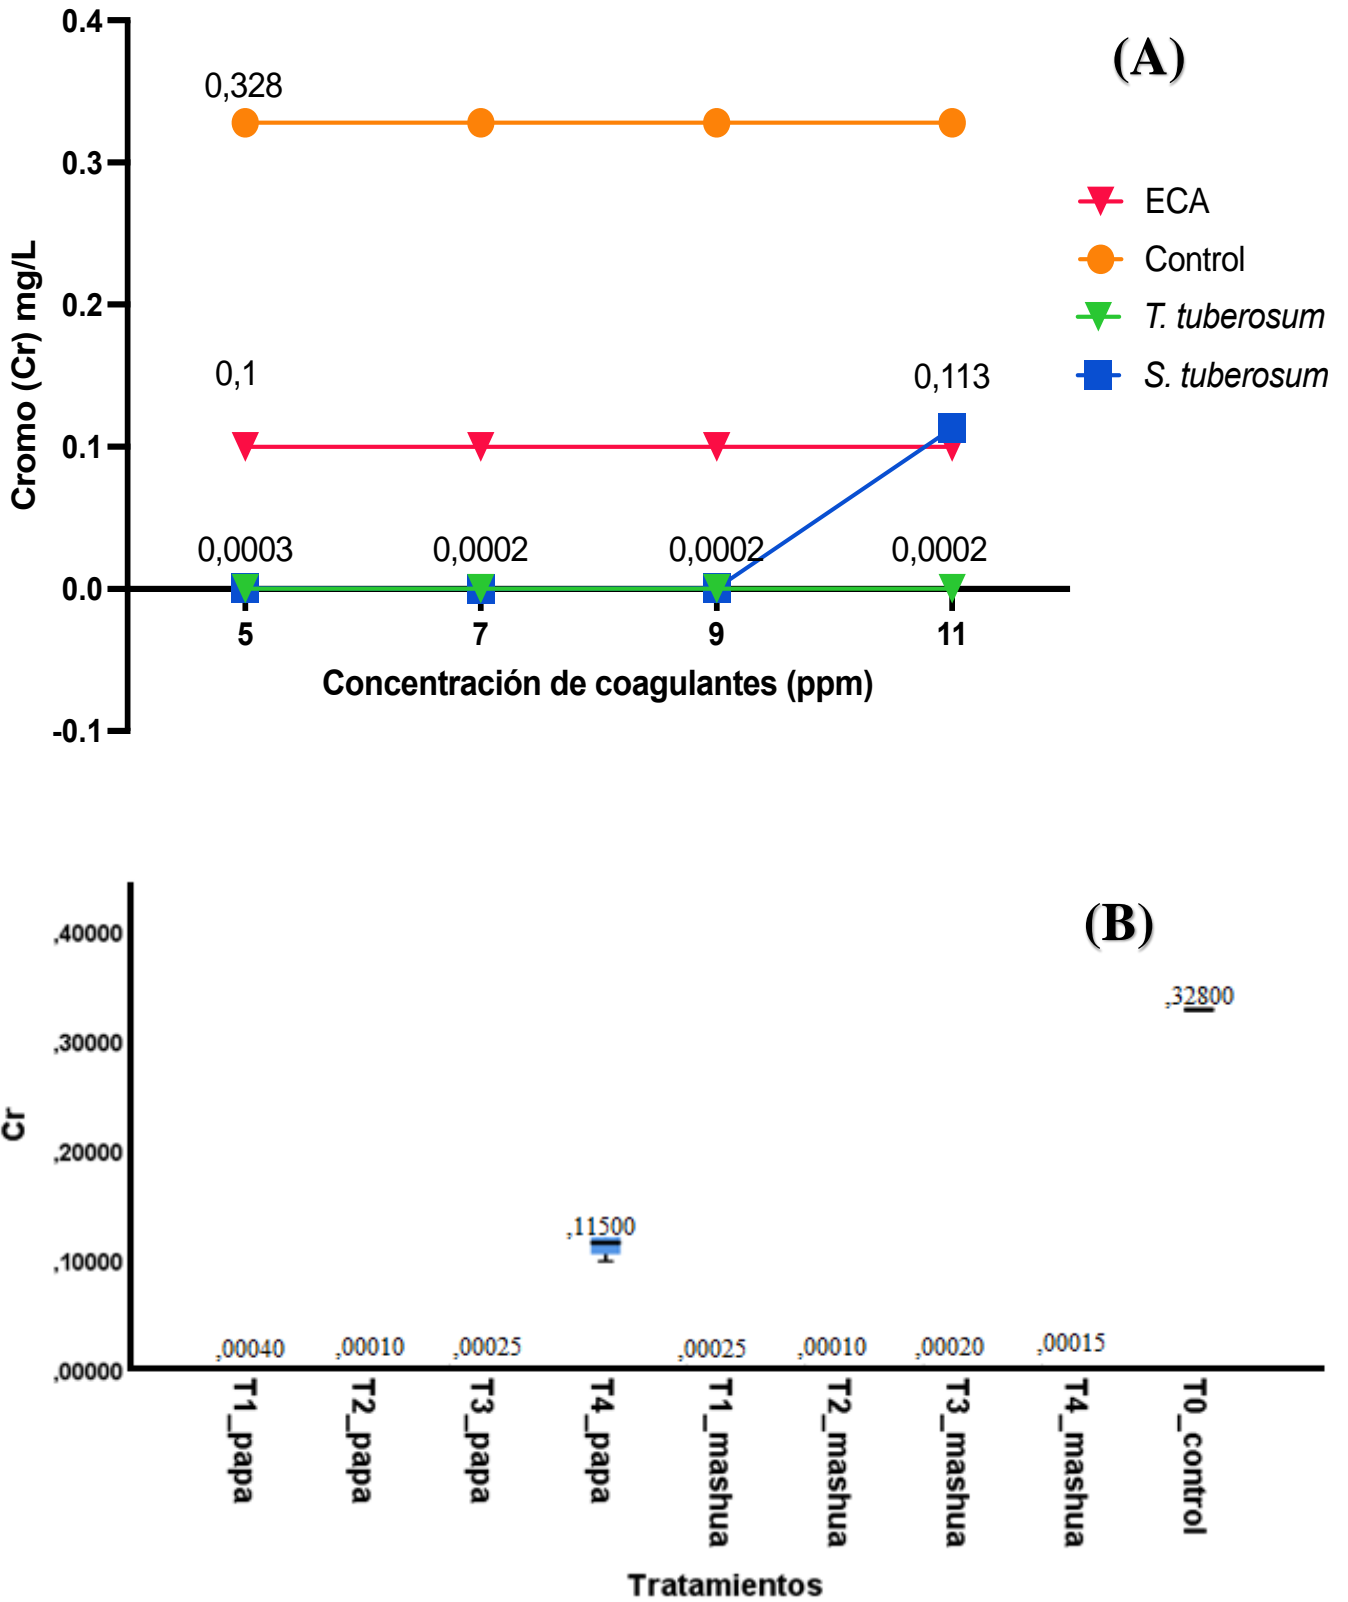 (A)
0.4
0.3
0.2
0.1
0.0
-0.1
Cromo (Cr) mg/L
0,328
0,1
0,113
0,0003
0,0002
0,0002
0,0002
5
7
9
11
Concentración de coagulantes (ppm)
ECA
Control
T. tuberosum
S. tuberosum
(B)
,40000
,30000
,20000
,10000
,00000
Cr
,32800
,11500
,00040
,00010
,00025
,00025
,00010
,00020
,00015
T1_papa
T2_papa
T3_papa
T4_papa
T1_mashua
T2_mashua
T3_mashua
T4_mashua
T0_control
Tratamientos